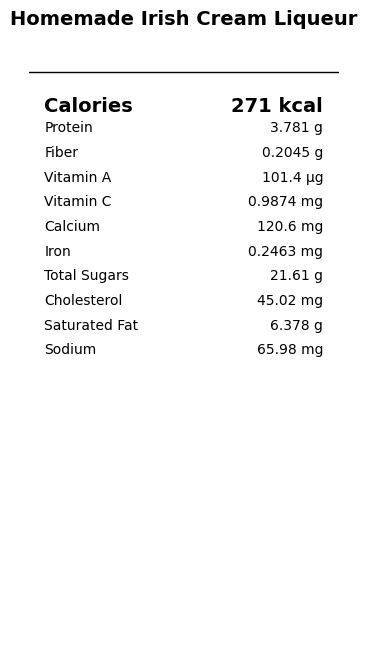 Homemade Irish Cream Liqueur
Calories 271 kcal
Protein 3.781 g
Fiber 0.2045 g
Vitamin A 101.4 µg
Vitamin C 0.9874 mg
Calcium 120.6 mg
Iron 0.2463 mg
Total Sugars 21.61 g
Cholesterol 45.02 mg
Saturated Fat 6.378 g
Sodium 65.98 mg